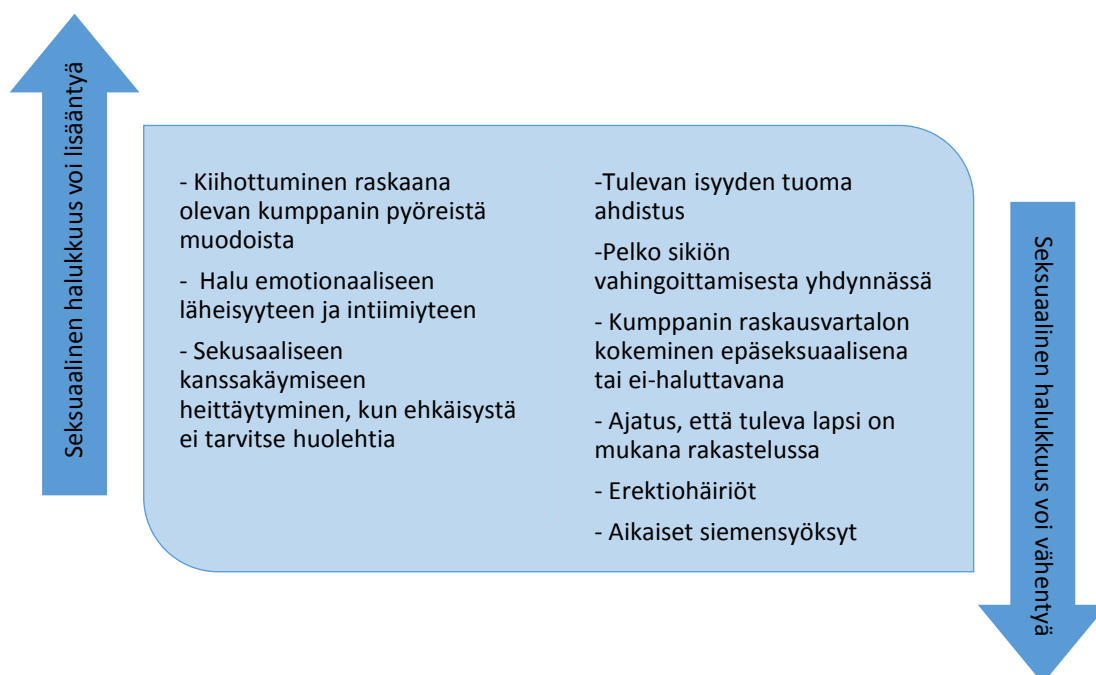 Seksuaalinen halukkuus voi lisääntyä
- Kiihottuminen raskaana
olevan kumppanin pyöreistä
muodoista
- Halu emotionaaliseen
läheisyyteen ja intiimiyteen
- Sekusaaliseen
kanssakäymiseen
heittäytyminen, kun ehkäisystä
ei tarvitse huolehtia
-Tulevan isyyden tuoma
ahdistus
-Pelko sikiön
vahingoittamisesta yhdynnässä
- Kumppanin raskausvartalon
kokeminen epäseksuaalisena
tai ei-haluttavana
- Ajatus, että tuleva lapsi on
mukana rakastelussa
- Erektiohäiriöt
- Aikaiset siemensyöksyt
Seksuaalinen halukkuus voi vähentyä